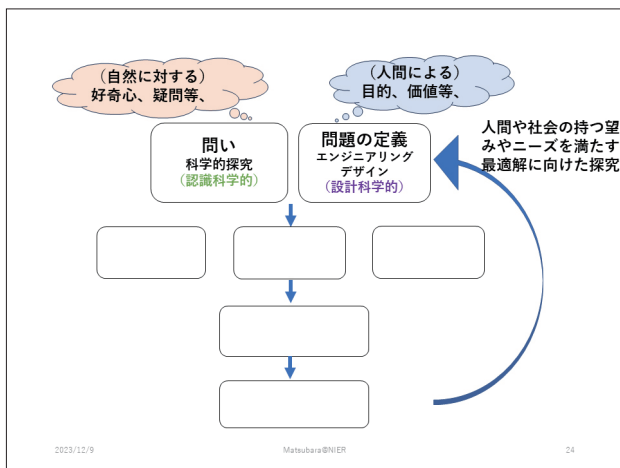 （自然に対する）
好奇心、疑問等、
（人間による）
目的、価値等、
問い
科学的探究
（認識科学的）
問題の定義
エンジニアリング
デザイン
（設計科学的）
人間や社会の持つ望
みやニーズを満たす
最適解に向けた探究
2023/12/9
Matsubara@NIER
24